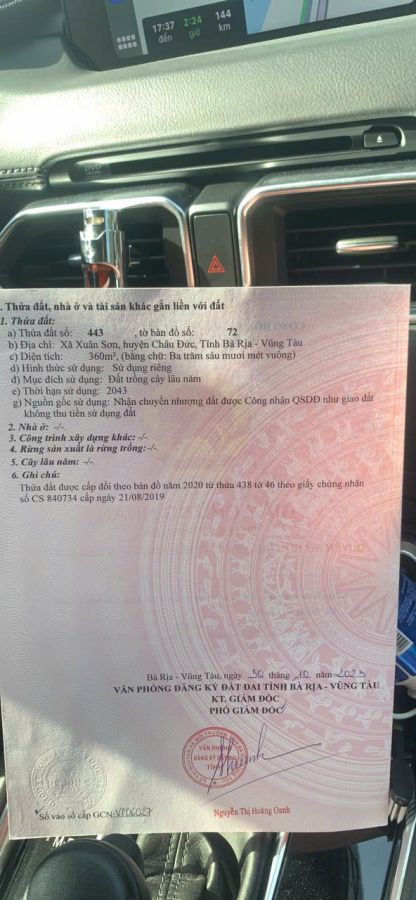 17:37 2:24 144
đến giờ km
. Thửa đất, nhà ở và tài sản khác gắn liền với đất
1. Thửa đất:
a) Thửa đất số: 443 , tờ bản đồ số: 72
b) Địa chỉ: Xã Xuân Sơn, huyện Châu Đức, Tỉnh Bà Rịa - Vũng Tàu
c) Diện tích: 360m², (bằng chữ: Ba trăm sáu mươi mét vuông)
d) Hình thức sử dụng: Sử dụng riêng
đ) Mục đích sử dụng: Đất trồng cây lâu năm
e) Thời hạn sử dụng: 2043
g) Nguồn gốc sử dụng: Nhận chuyển nhượng đất được Công nhận QSDĐ như giao đất
không thu tiền sử dụng đất
2. Nhà ở: -/-.
3. Công trình xây dựng khác: -/-.
4. Rừng sản xuất là rừng trồng:-/-.
5. Cây lâu năm: -/-.
6. Ghi chú:
Thửa đất được cấp đổi theo bản đồ năm 2020 từ thửa 438 tờ 46 theo giấy chứng nhận
số CS 840734 cấp ngày 21/08/2019
Bà Rịa - Vũng Tàu, ngày 30 tháng 10 năm 2023
VĂN PHÒNG ĐĂNG KÝ ĐẤT ĐAI TỈNH BÀ RỊA - VŨNG TÀU
KT. GIÁM ĐỐC
PHÓ GIÁM ĐỐC
VĂN PHÒNG
ĐĂNG KÝ ĐẤT ĐAI
TỈNH
Nguyễn Thị Hoàng Oanh
Số vào sổ cấp GCN: